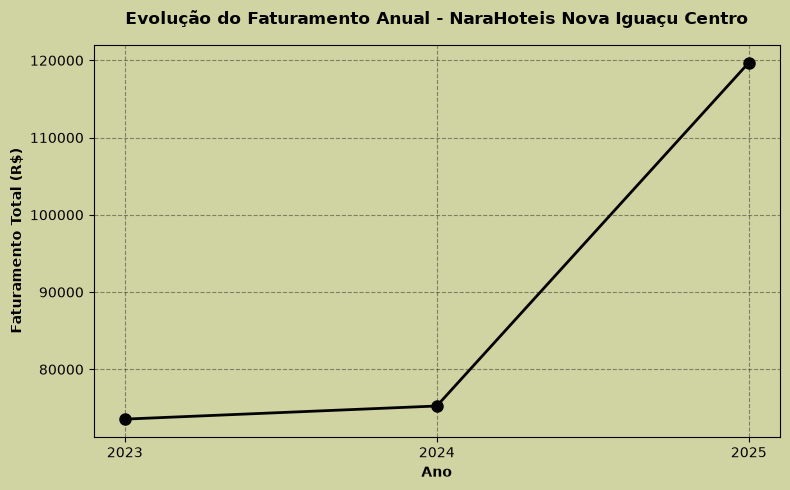 Evolução do Faturamento Anual - NaraHoteis Nova Iguaçu Centro
120000
110000
100000
90000
80000
Faturamento Total (R$)
2023
2024
2025
Ano